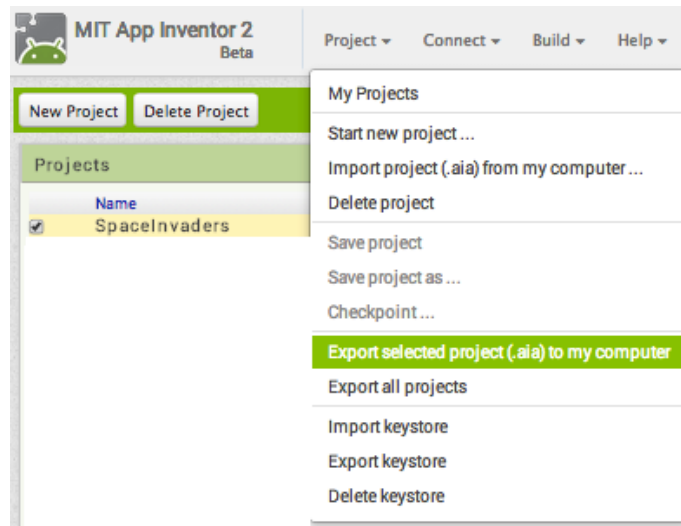 MIT App Inventor 2
Beta
Project Connect Build Help
New Project Delete Project
Projects
Name
SpaceInvaders
My Projects
Start new project ...
Import project (.aia) from my computer ...
Delete project
Save project
Save project as ...
Checkpoint ...
Export selected project (.aia) to my computer
Export all projects
Import keystore
Export keystore
Delete keystore